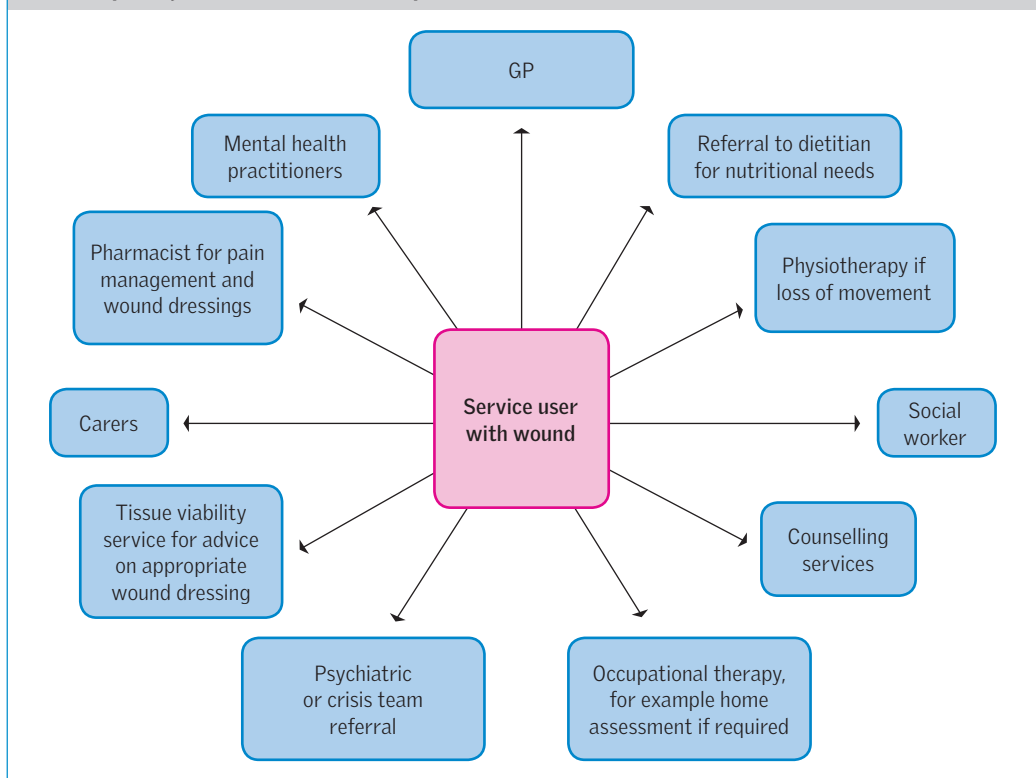 GP
Mental health
practitioners
Referral to dietitian
for nutritional needs
Pharmacist for pain
management and
wound dressings
Physiotherapy if
loss of movement
Service user
with wound
Carers
Social
worker
Tissue viability
service for advice
on appropriate
wound dressing
Counselling
services
Psychiatric
or crisis team
referral
Occupational therapy,
for example home
assessment if required